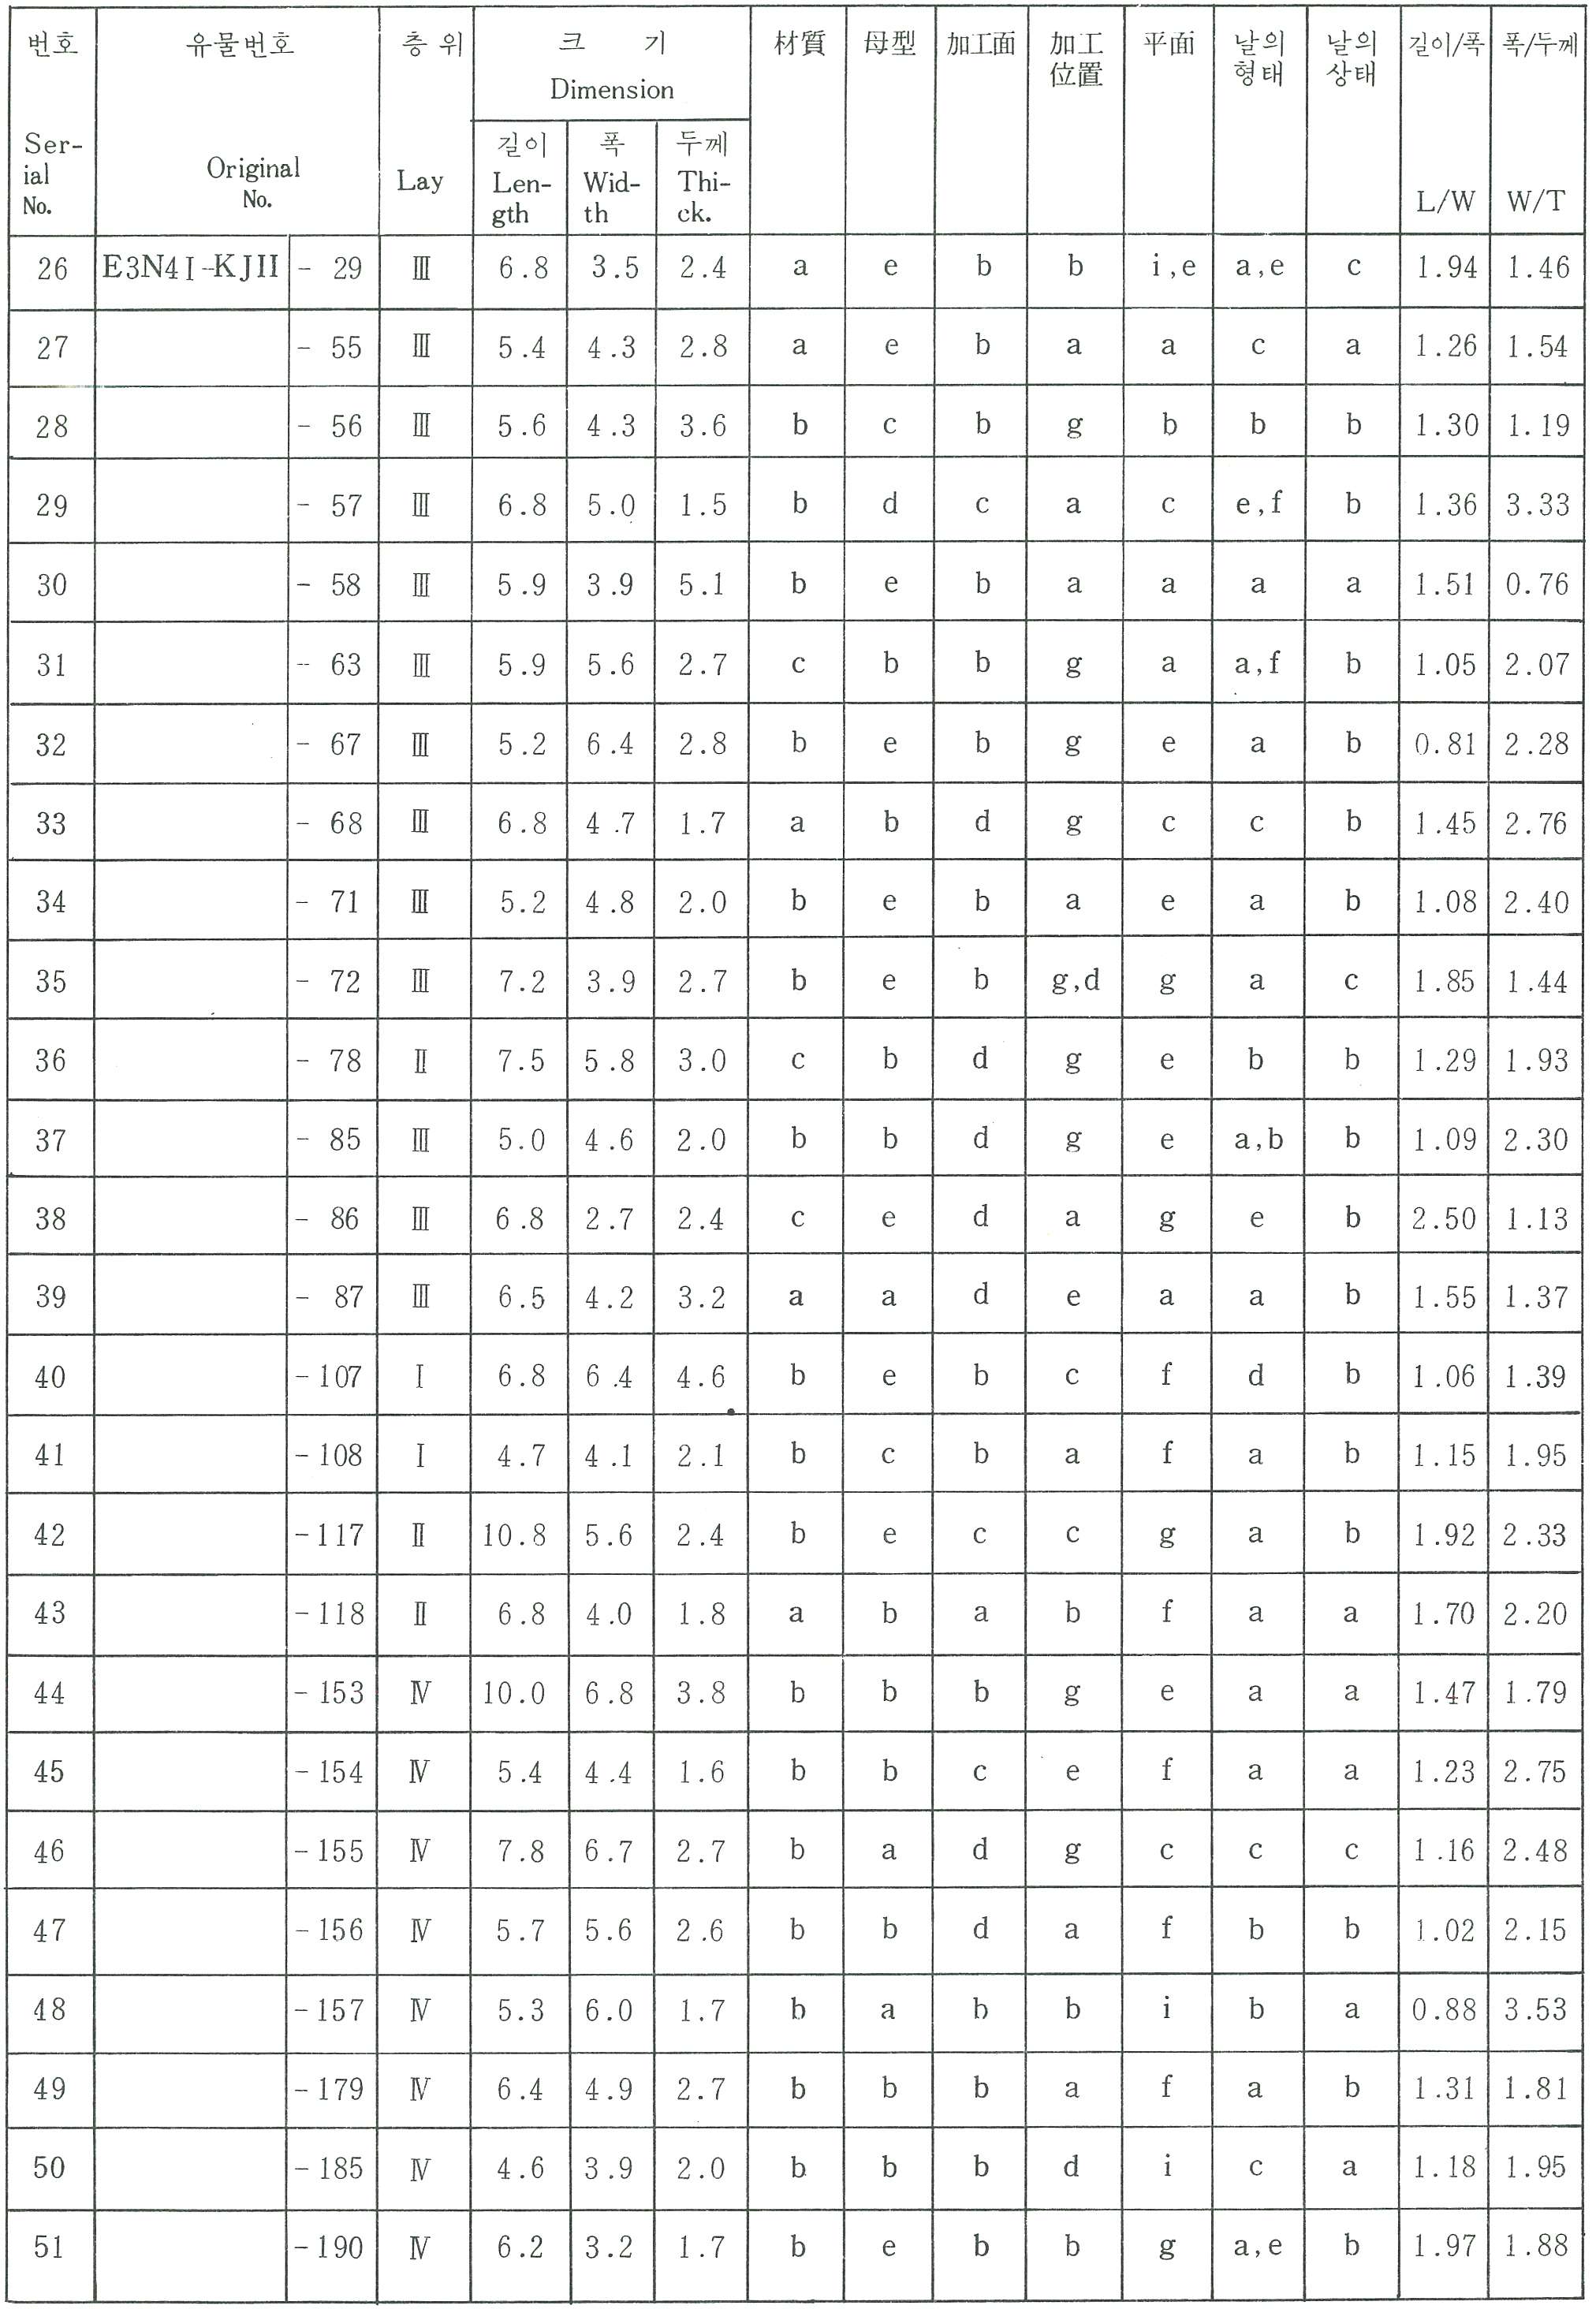 번호 유물번호 층위 크 기 材質 母型 加工面 加工 平面 날의 날의 길이/폭 폭/두께
位置 형태 상태
Dimension
Ser- 길이 폭 두께
ial Original Lay Len- Wid- Thi- L/W W/T
No. No. gth th ck.
26 E3N4I-KJII - 29 Ⅲ 6.8 3.5 2.4 a e b b i,e a,e c 1.94 1.46
27 - 55 Ⅲ 5.4 4.3 2.8 a e b a a c a 1.26 1.54
28 - 56 Ⅲ 5.6 4.3 3.6 b c b g b b b 1.30 1.19
29 - 57 Ⅲ 6.8 5.0 1.5 b d c a c e,f b 1.36 3.33
30 - 58 Ⅲ 5.9 3.9 5.1 b e b a a a a 1.51 0.76
31 - 63 Ⅲ 5.9 5.6 2.7 c b b g a a,f b 1.05 2.07
32 - 67 Ⅲ 5.2 6.4 2.8 b e b g e a b 0.81 2.28
33 - 68 Ⅲ 6.8 4.7 1.7 a b d g c c b 1.45 2.76
34 - 71 Ⅲ 5.2 4.8 2.0 b e b a e a b 1.08 2.40
35 - 72 Ⅲ 7.2 3.9 2.7 b e b g,d g a c 1.85 1.44
36 - 78 Ⅱ 7.5 5.8 3.0 c b d g e b b 1.29 1.93
37 - 85 Ⅲ 5.0 4.6 2.0 b b d g e a,b b 1.09 2.30
38 - 86 Ⅲ 6.8 2.7 2.4 c e d a g e b 2.50 1.13
39 - 87 Ⅲ 6.5 4.2 3.2 a a d e a a b 1.55 1.37
40 -107 Ⅰ 6.8 6.4 4.6 b e b c f d b 1.06 1.39
41 -108 Ⅰ 4.7 4.1 2.1 b c b a f a b 1.15 1.95
42 -117 Ⅱ 10.8 5.6 2.4 b e c c g a b 1.92 2.33
43 -118 Ⅱ 6.8 4.0 1.8 a b a b f a a 1.70 2.20
44 -153 Ⅳ 10.0 6.8 3.8 b b b g e a a 1.47 1.79
45 -154 Ⅳ 5.4 4.4 1.6 b b c e f a a 1.23 2.75
46 -155 Ⅳ 7.8 6.7 2.7 b a d g c c c 1.16 2.48
47 -156 Ⅳ 5.7 5.6 2.6 b b d a f b b 1.02 2.15
48 -157 Ⅳ 5.3 6.0 1.7 b a b b i b a 0.88 3.53
49 -179 Ⅳ 6.4 4.9 2.7 b b b a f a b 1.31 1.81
50 -185 Ⅳ 4.6 3.9 2.0 b b b d i c a 1.18 1.95
51 -190 Ⅳ 6.2 3.2 1.7 b e b b g a,e b 1.97 1.88